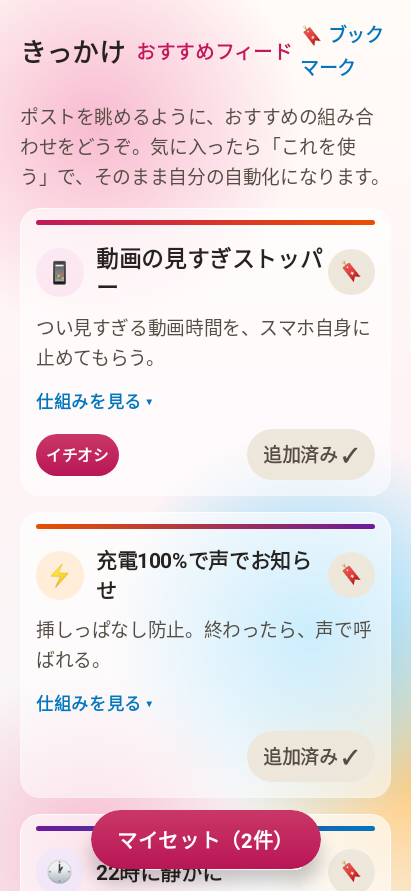 きっかけ おすすめフィード ブック
マーク
ポストを眺めるように、おすすめの組み合
わせをどうぞ。気に入ったら「これを使
う」で、そのまま自分の自動化になります。
動画の見すぎストッパ
ー
つい見すぎる動画時間を、スマホ自身に
止めてもらう。
仕組みを見る ▾
イチオシ 追加済み ✓
充電100%で声でお知ら
せ
挿しっぱなし防止。終わったら、声で呼
ばれる。
仕組みを見る ▾
追加済み ✓
マイセット（2件）
22時に静かに